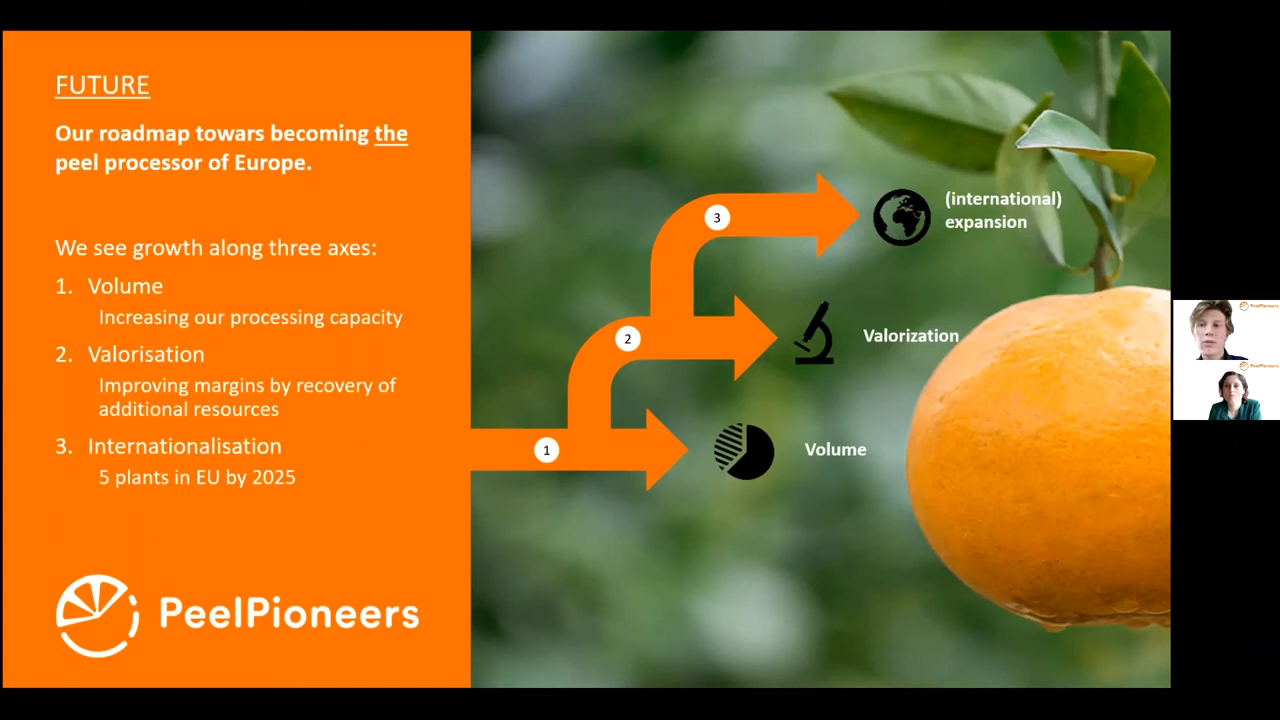 FUTURE
Our roadmap towars becoming the
peel processor of Europe.
We see growth along three axes:
1. Volume
Increasing our processing capacity
2. Valorisation
Improving margins by recovery of
additional resources
3. Internationalisation
5 plants in EU by 2025
PeelPioneers
3
(international)
expansion
2
Valorization
1
Volume
PeelPioneers
PeelPioneers